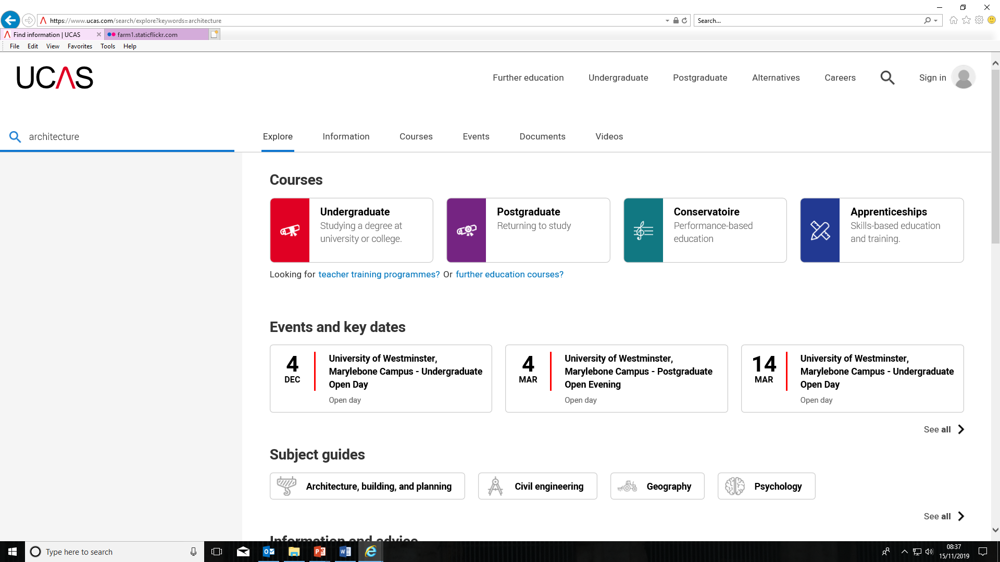 https://www.ucas.com/search/explore?keywords=architecture
Search...
Find information | UCAS
farm1.staticflickr.com
File Edit View Favorites Tools Help
UCAS
Further education Undergraduate Postgraduate Alternatives Careers Sign in
architecture
Explore Information Courses Events Documents Videos
Courses
Undergraduate
Studying a degree at
university or college.
Postgraduate
Returning to study
Conservatoire
Performance-based
education
Apprenticeships
Skills-based education
and training.
Looking for teacher training programmes? Or further education courses?
Events and key dates
4
DEC
University of Westminster,
Marylebone Campus - Undergraduate
Open Day
Open day
4
MAR
University of Westminster,
Marylebone Campus - Postgraduate
Open Evening
Open day
14
MAR
University of Westminster,
Marylebone Campus - Undergraduate
Open Day
Open day
See all
Subject guides
Architecture, building, and planning
Civil engineering
Geography
Psychology
See all
Information and advice
Type here to search
08:37
15/11/2019